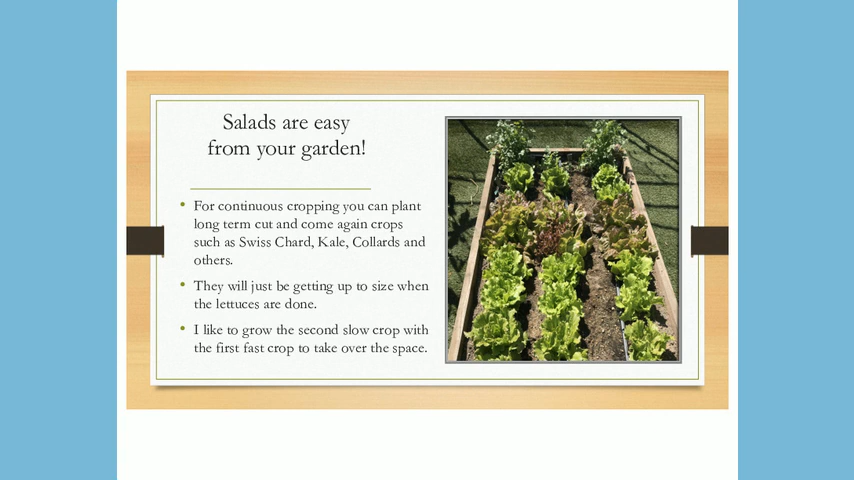 Salads are easy
from your garden!
• For continuous cropping you can plant
long term cut and come again crops
such as Swiss Chard, Kale, Collards and
others.
• They will just be getting up to size when
the lettuces are done.
• I like to grow the second slow crop with
the first fast crop to take over the space.